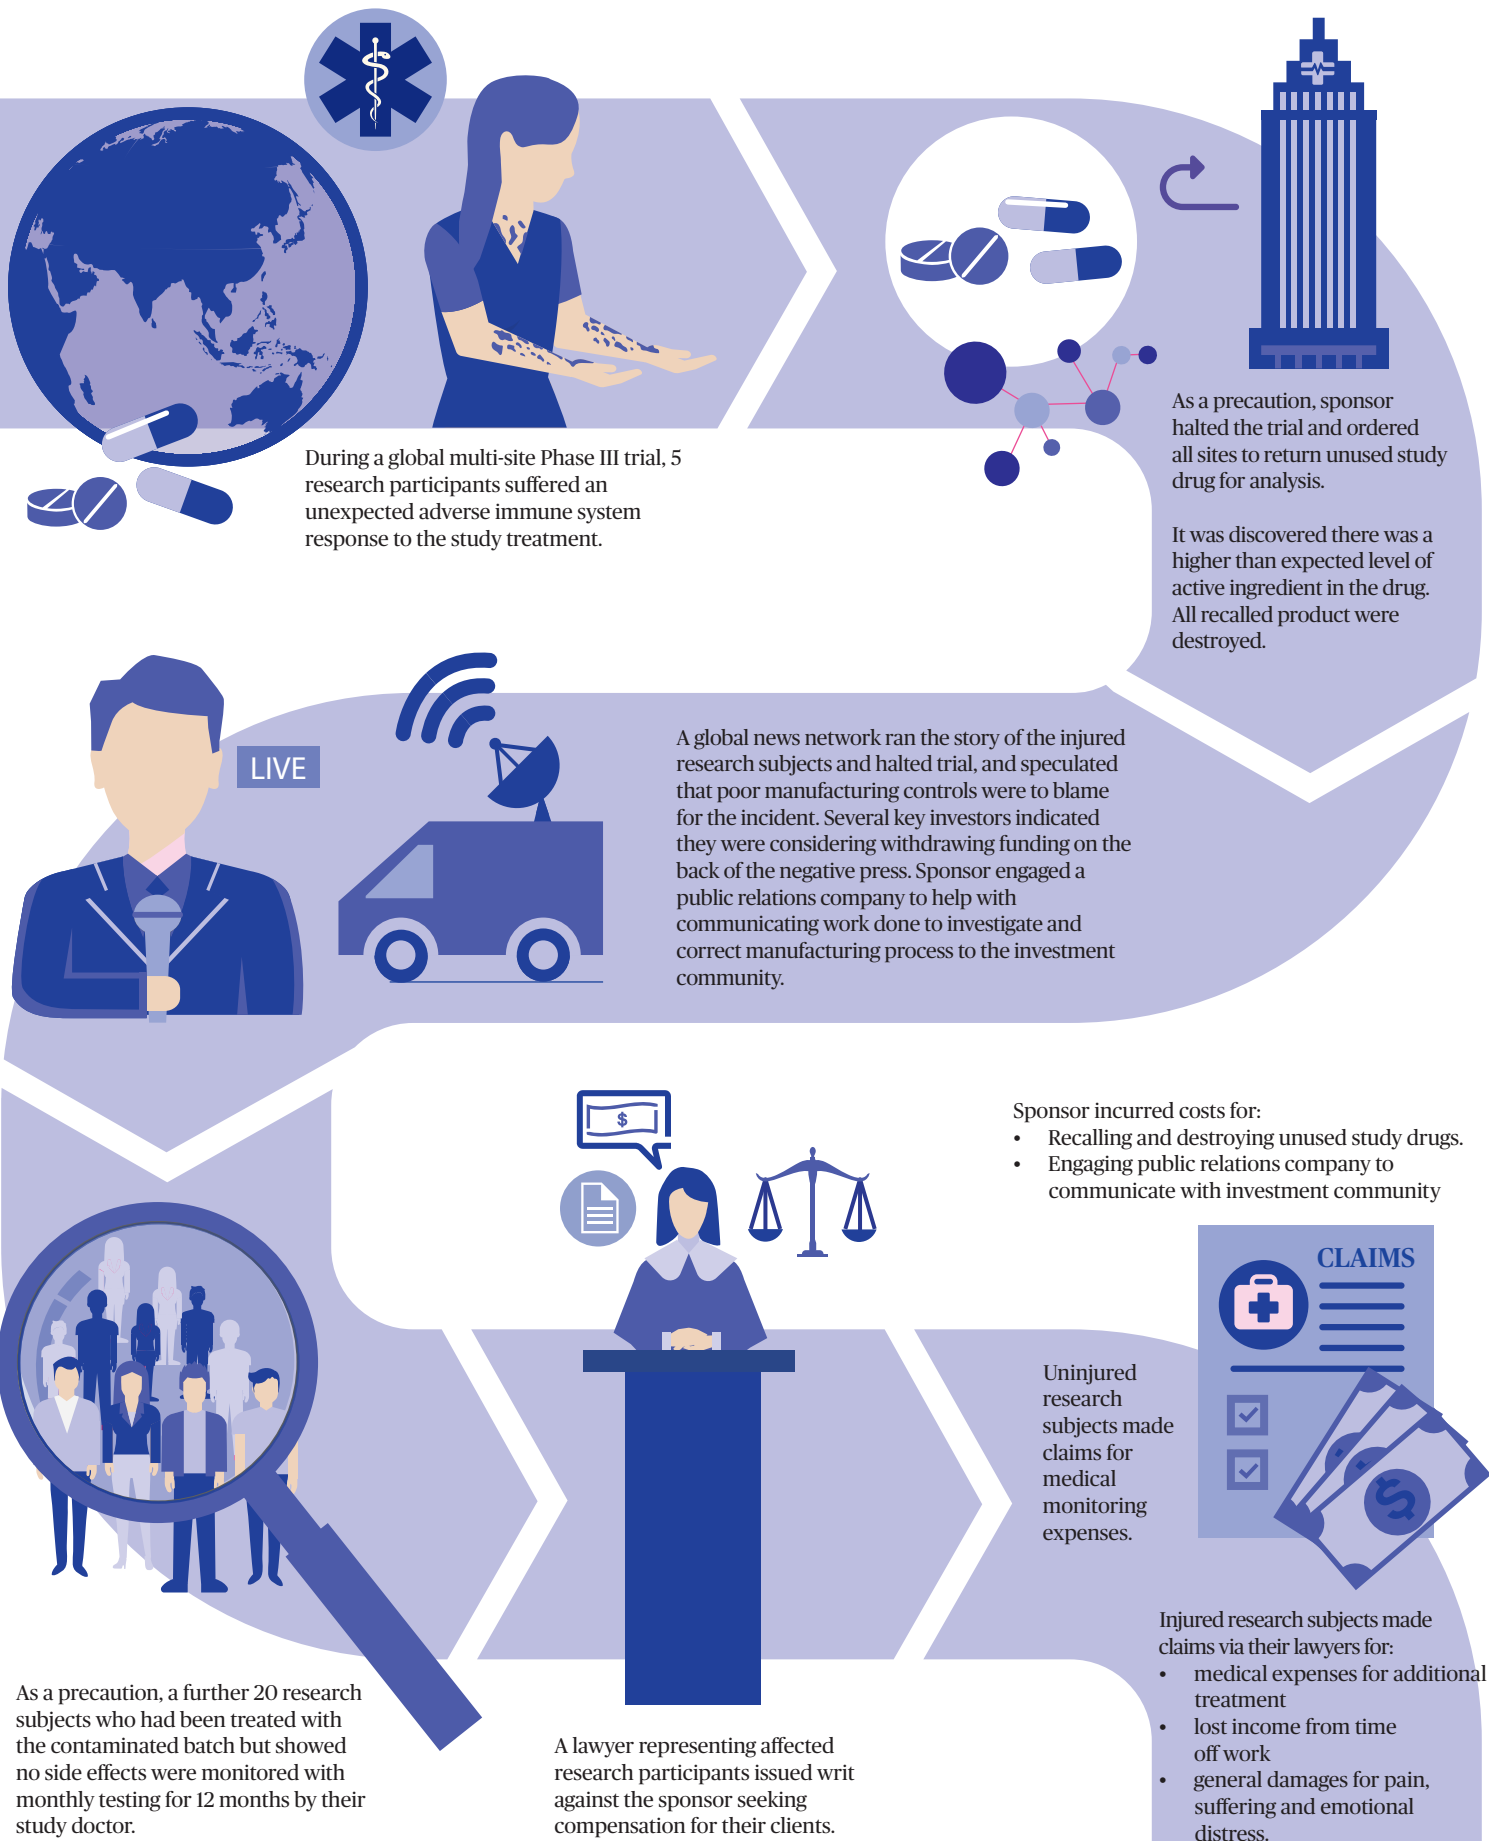 During a global multi-site Phase III trial, 5
research participants suffered an
unexpected adverse immune system
response to the study treatment.
As a precaution, sponsor
halted the trial and ordered
all sites to return unused study
drug for analysis.
It was discovered there was a
higher than expected level of
active ingredient in the drug.
All recalled product were
destroyed.
LIVE
A global news network ran the story of the injured
research subjects and halted trial, and speculated
that poor manufacturing controls were to blame
for the incident. Several key investors indicated
they were considering withdrawing funding on the
back of the negative press. Sponsor engaged a
public relations company to help with
communicating work done to investigate and
correct manufacturing process to the investment
community.
As a precaution, a further 20 research
subjects who had been treated with
the contaminated batch but showed
no side effects were monitored with
monthly testing for 12 months by their
study doctor.
$
A lawyer representing affected
research participants issued writ
against the sponsor seeking
compensation for their clients.
Sponsor incurred costs for:
• Recalling and destroying unused study drugs.
• Engaging public relations company to
communicate with investment community
CLAIMS
$
Uninjured
research
subjects made
claims for
medical
monitoring
expenses.
Injured research subjects made
claims via their lawyers for:
• medical expenses for additional
treatment
• lost income from time
off work
• general damages for pain,
suffering and emotional
distress.